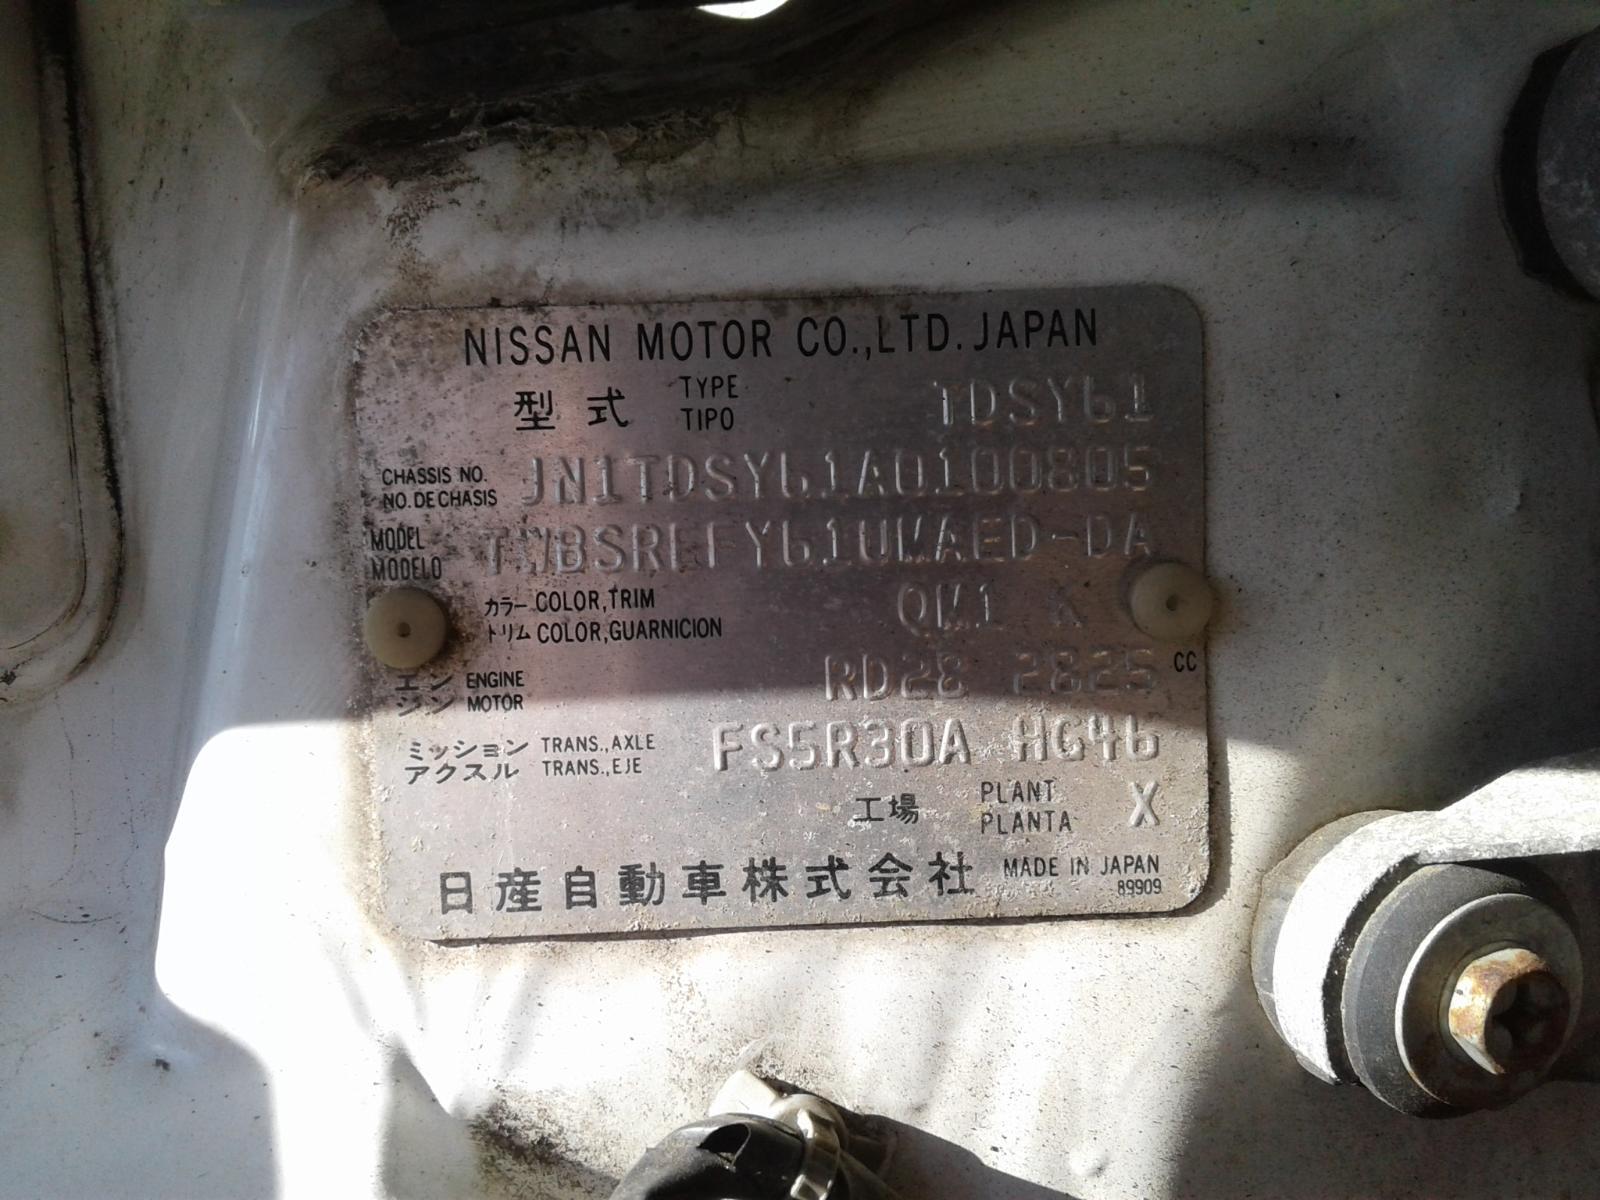 NISSAN MOTOR CO.,LTD. JAPAN
型式 TYPE TDSY61
TIPO
CHASSIS NO. JN1TDSY61A0100805
NO. DE CHASIS
MODEL TWBSRFFY61UMAED-DA
MODELO
カラー COLOR,TRIM QM1 K
トリム COLOR,GUARNICION
エン ENGINE RD28 2825 CC
ジン MOTOR
ミッション TRANS.,AXLE FS5R30A HG46
アクスル TRANS.,EJE
工場 PLANT X
PLANTA
日産自動車株式会社 MADE IN JAPAN
89909